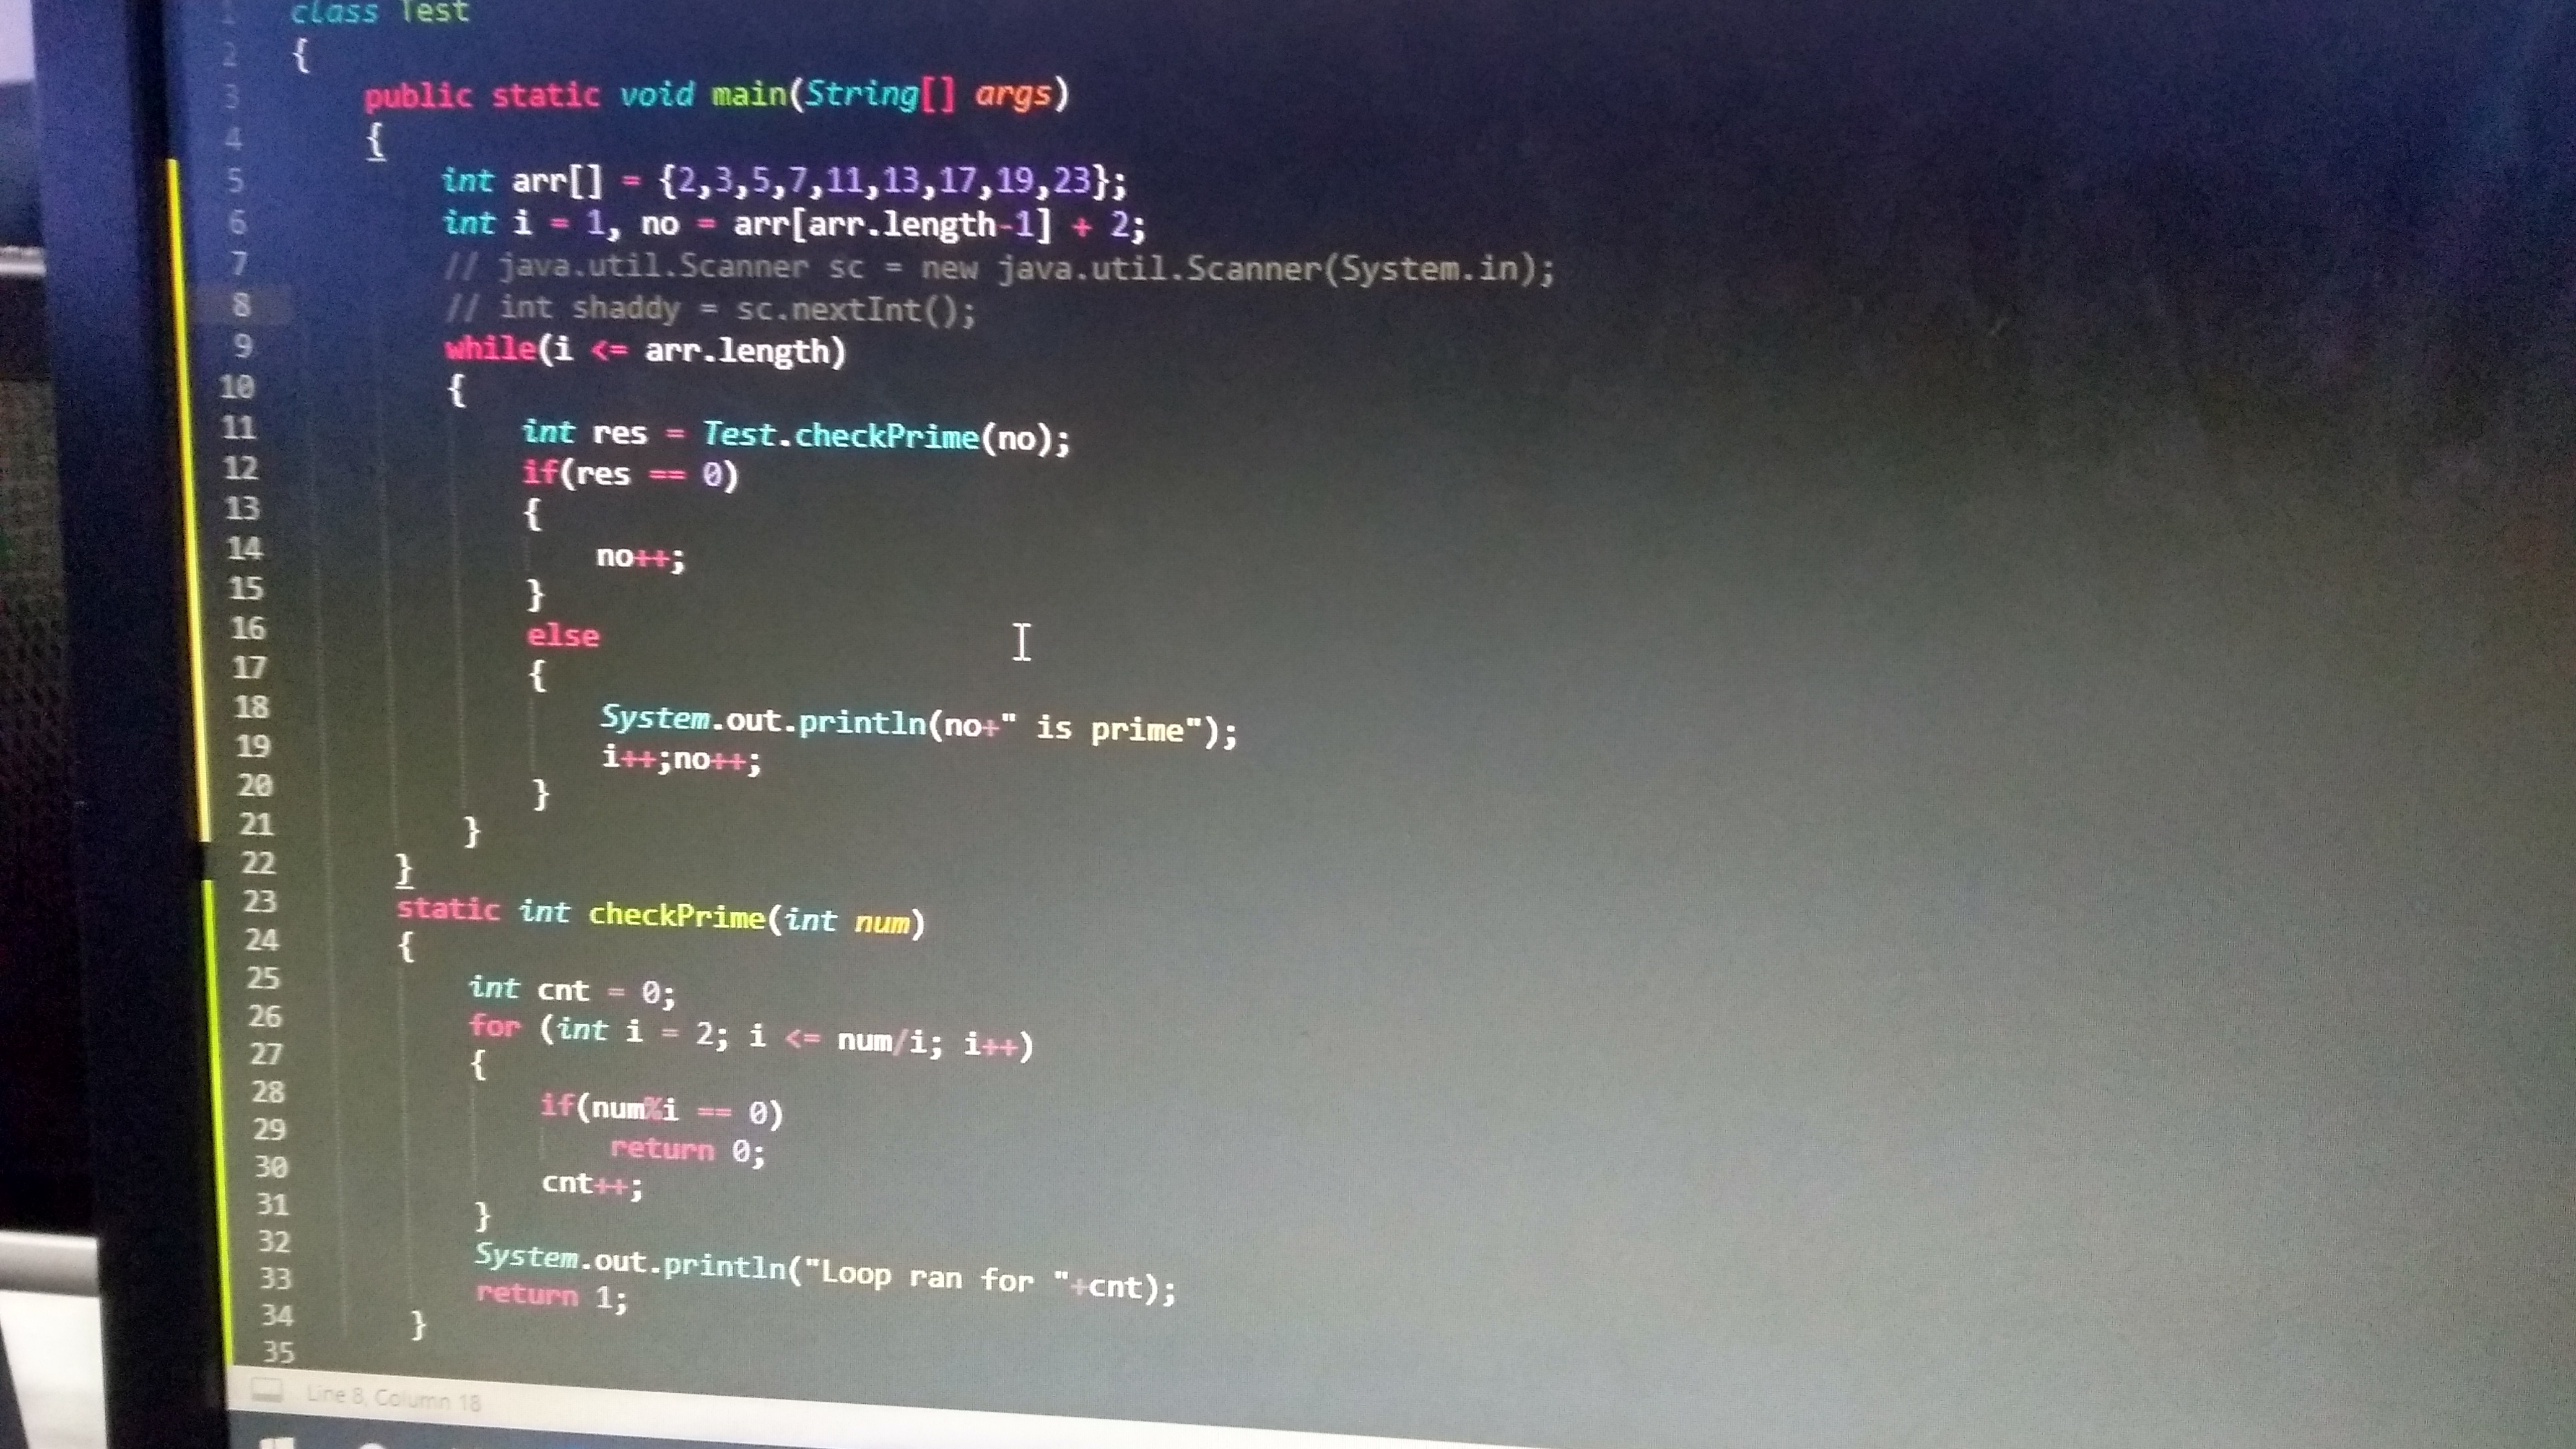 1 class Test
2 {
3 public static void main(String[] args)
4 {
5 int arr[] = {2,3,5,7,11,13,17,19,23};
6 int i = 1, no = arr[arr.length-1] + 2;
7 // java.util.Scanner sc = new java.util.Scanner(System.in);
8 // int shaddy = sc.nextInt();
9 while(i <= arr.length)
10 {
11 int res = Test.checkPrime(no);
12 if(res == 0)
13 {
14 no++;
15 }
16 else
17 {
18 System.out.println(no+" is prime");
19 i++;no++;
20 }
21 }
22 }
23 static int checkPrime(int num)
24 {
25 int cnt = 0;
26 for (int i = 2; i <= num/i; i++)
27 {
28 if(num%i == 0)
29 return 0;
30 cnt++;
31 }
32 System.out.println("Loop ran for "+cnt);
33 return 1;
34 }
35
Line 8, Column 18